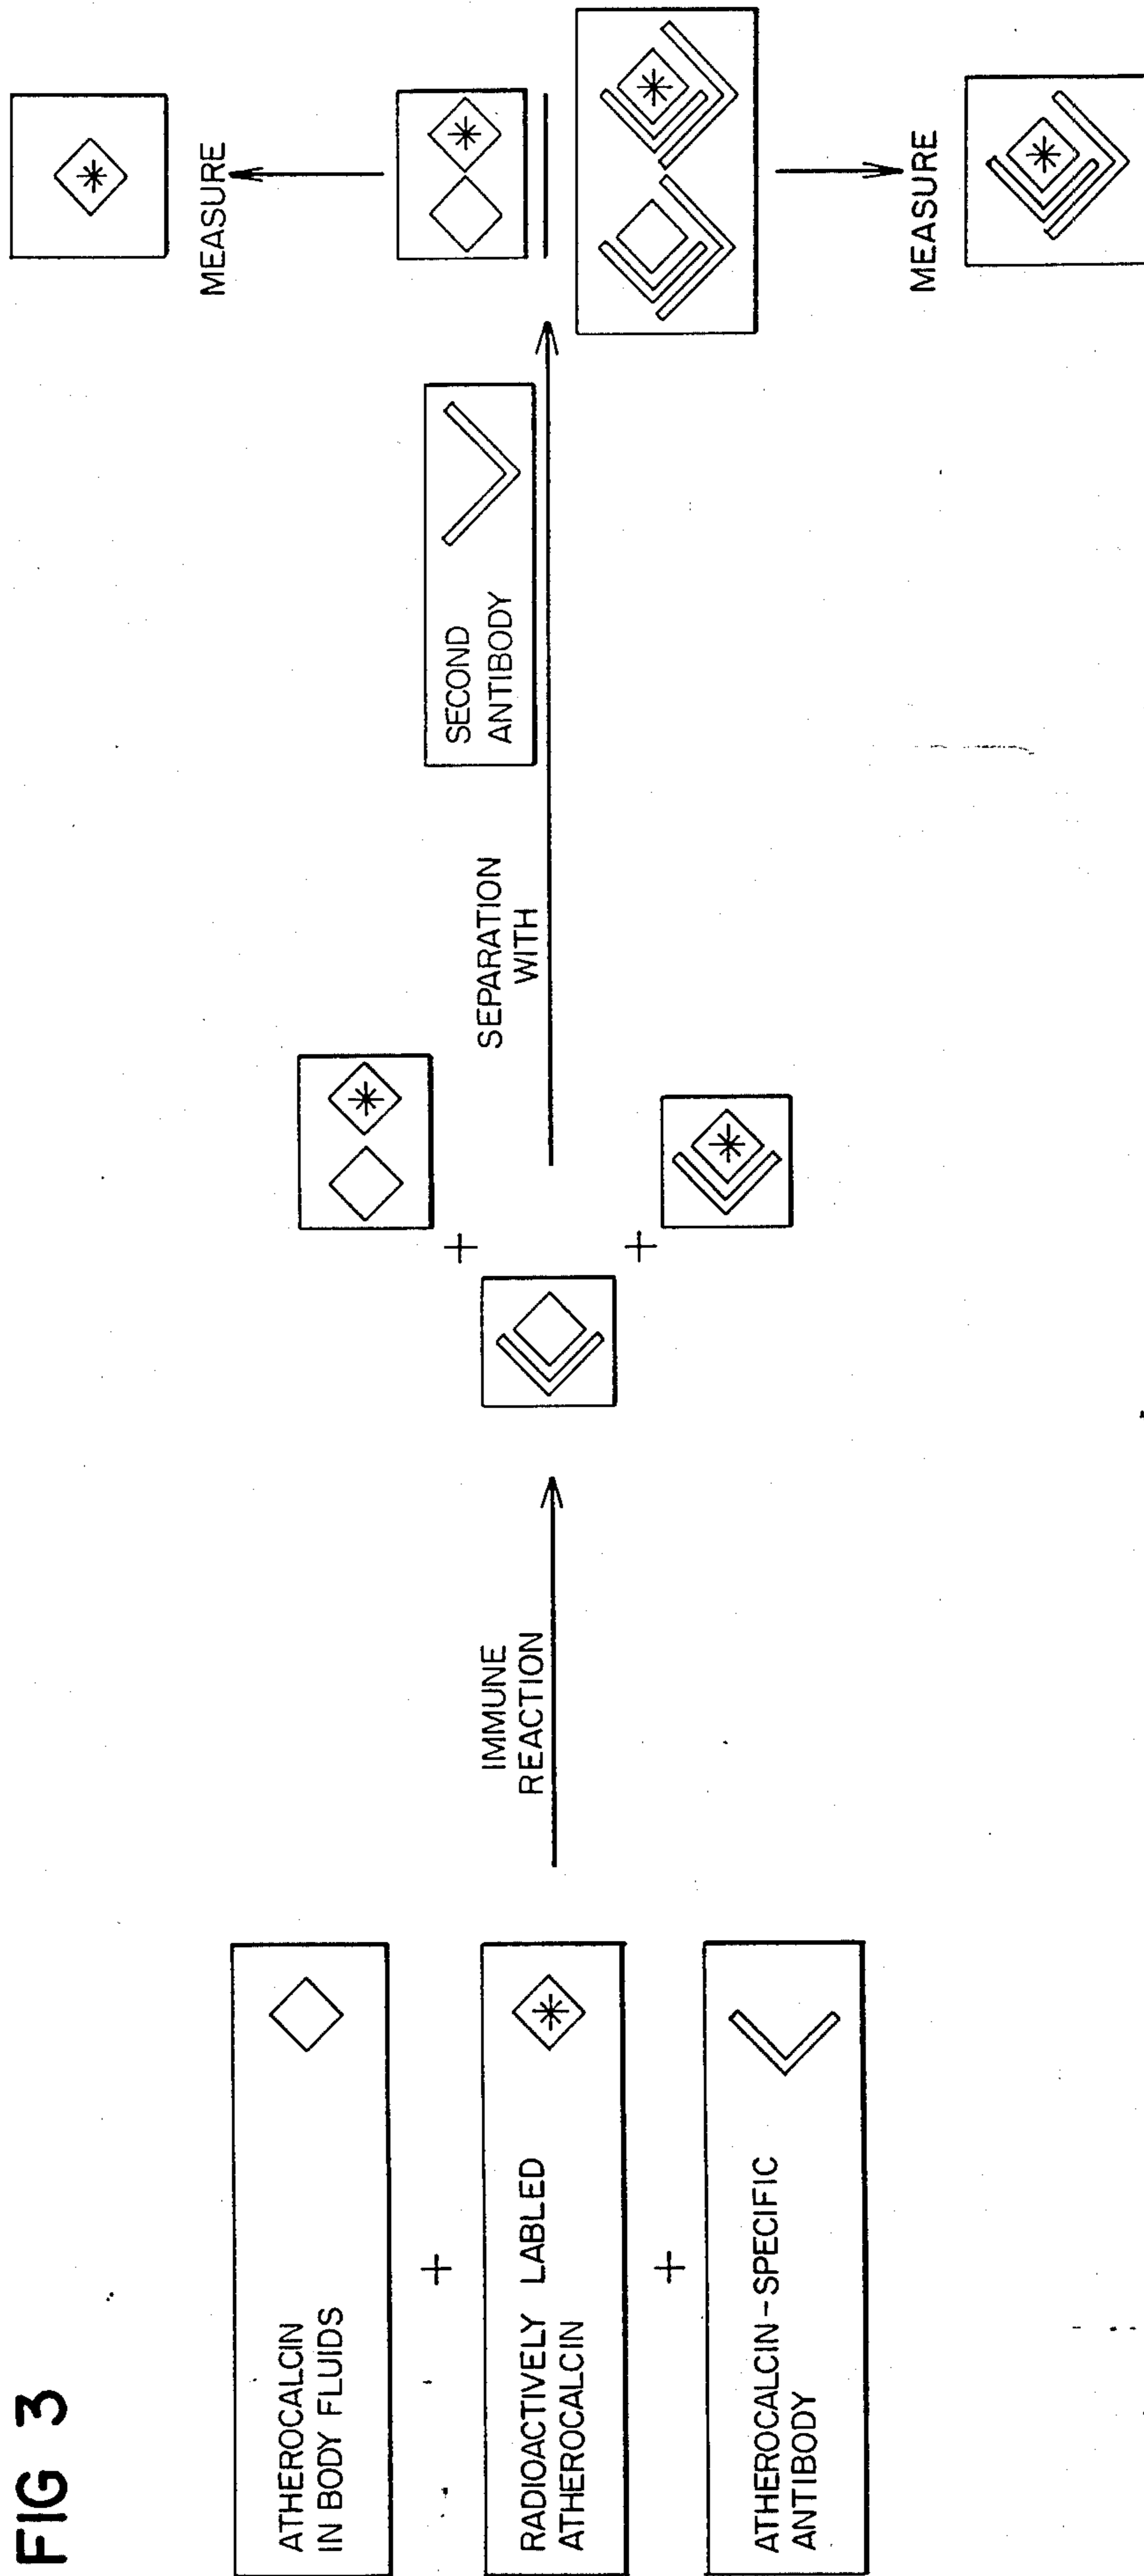 FIG 3
ATHEROCALCIN
IN BODY FLUIDS
+
RADIOACTIVELY LABLED
ATHEROCALCIN
+
ATHEROCALCIN-SPECIFIC
ANTIBODY
IMMUNE
REACTION
+
+
SEPARATION
WITH
SECOND
ANTIBODY
MEASURE
MEASURE